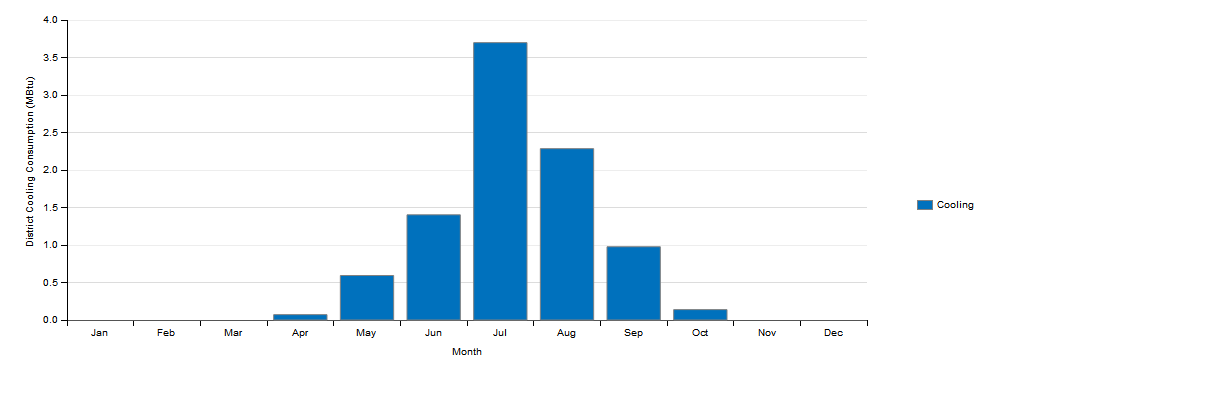 4.0
3.5
3.0
2.5
2.0
1.5
1.0
0.5
0.0
District Cooling Consumption (MBtu)
Jan Feb Mar Apr May Jun Jul Aug Sep Oct Nov Dec
Month
Cooling